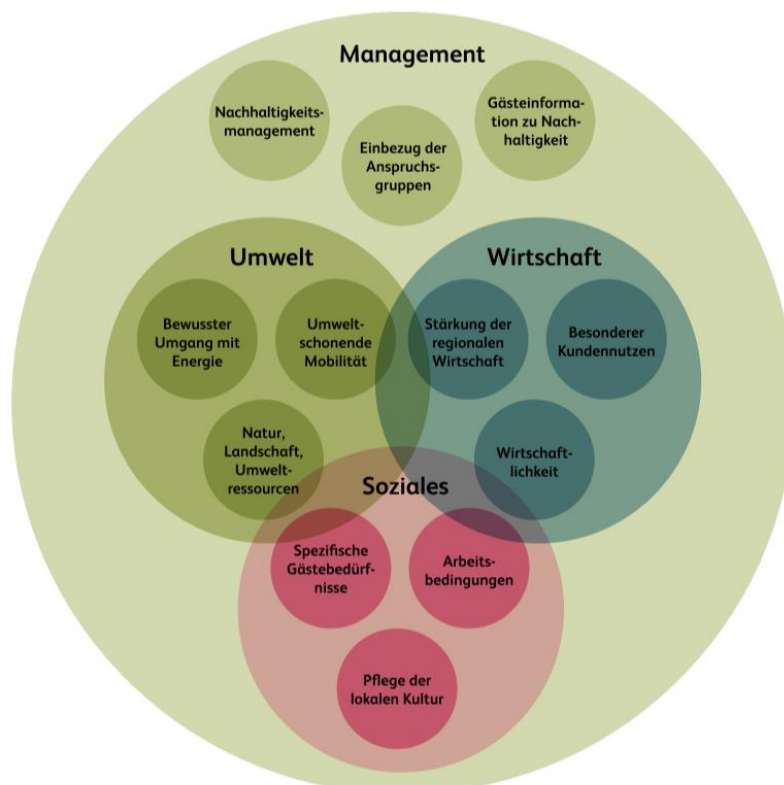 Management
Nachhaltigkeits-
management
Einbezug der
Anspruchs-
gruppen
Gästeinforma-
tion zu Nach-
haltigkeit
Umwelt
Bewusster
Umgang mit
Energie
Umwelt-
schonende
Mobilität
Natur,
Landschaft,
Umwelt-
ressourcen
Wirtschaft
Stärkung der
regionalen
Wirtschaft
Besonderer
Kundennutzen
Wirtschaft-
lichkeit
Soziales
Spezifische
Gästebedürf-
nisse
Arbeits-
bedingungen
Pflege der
lokalen Kultur